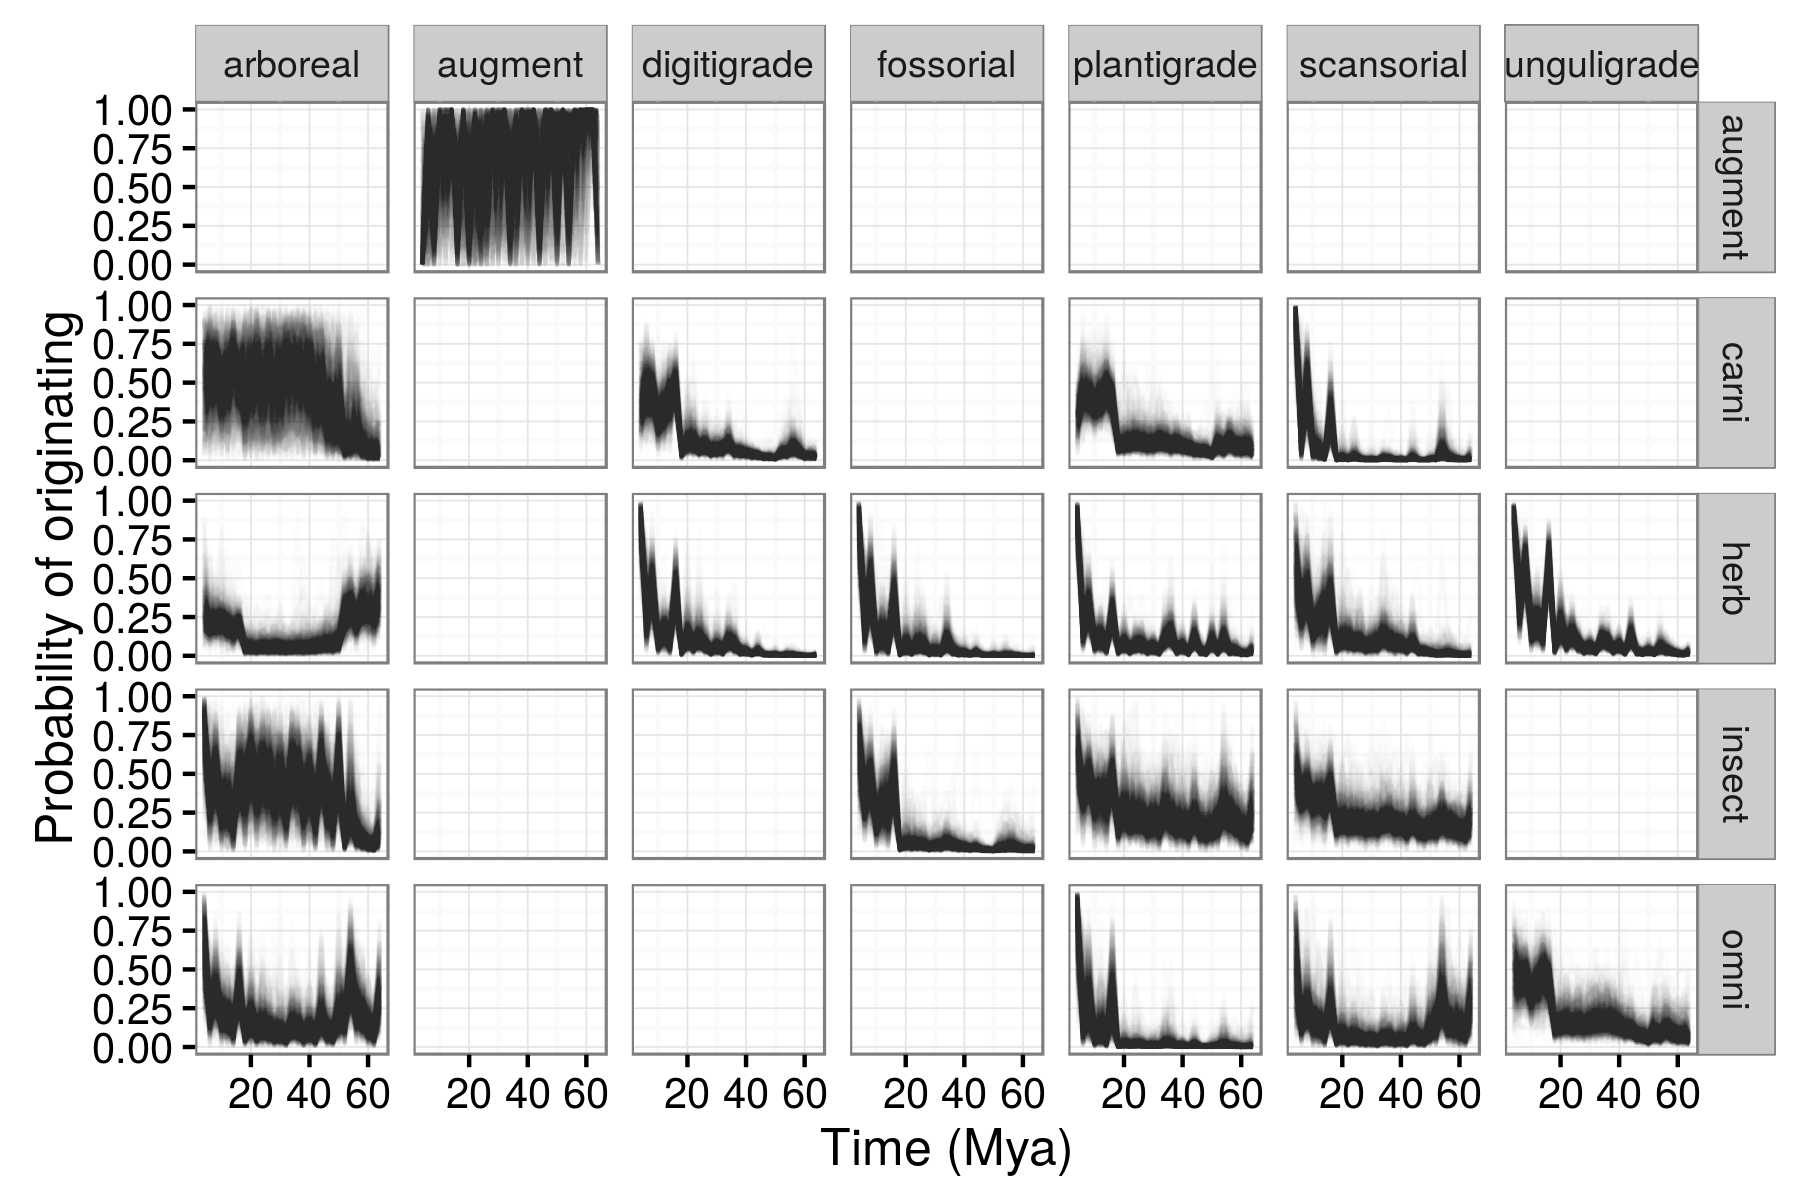 arboreal augment digitigrade fossorial plantigrade scansorial unguligrade
1.00
0.75
0.50
0.25
0.00
augment
1.00
0.75
0.50
0.25
0.00
carni
1.00
0.75
0.50
0.25
0.00
herb
1.00
0.75
0.50
0.25
0.00
insect
1.00
0.75
0.50
0.25
0.00
omni
Probability of originating
20 40 60 20 40 60 20 40 60 20 40 60 20 40 60 20 40 60 20 40 60
Time (Mya)